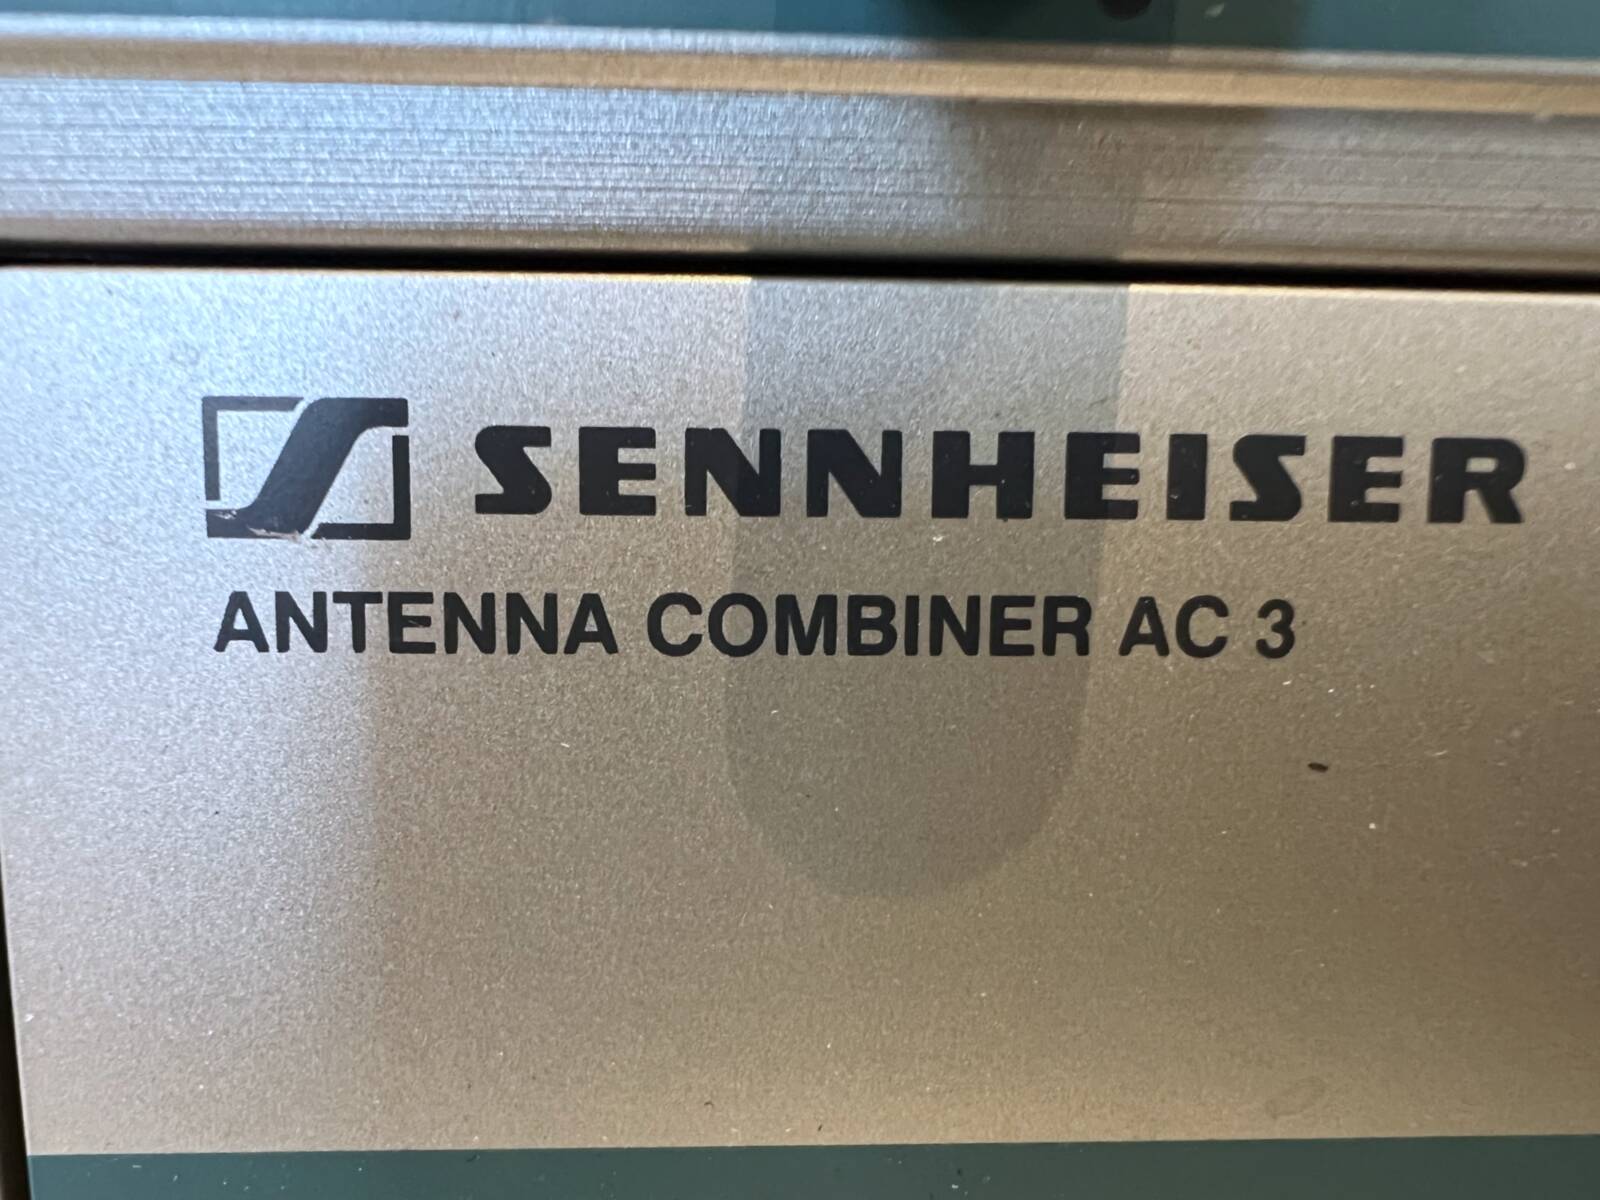 SENNHEISER
ANTENNA COMBINER AC 3